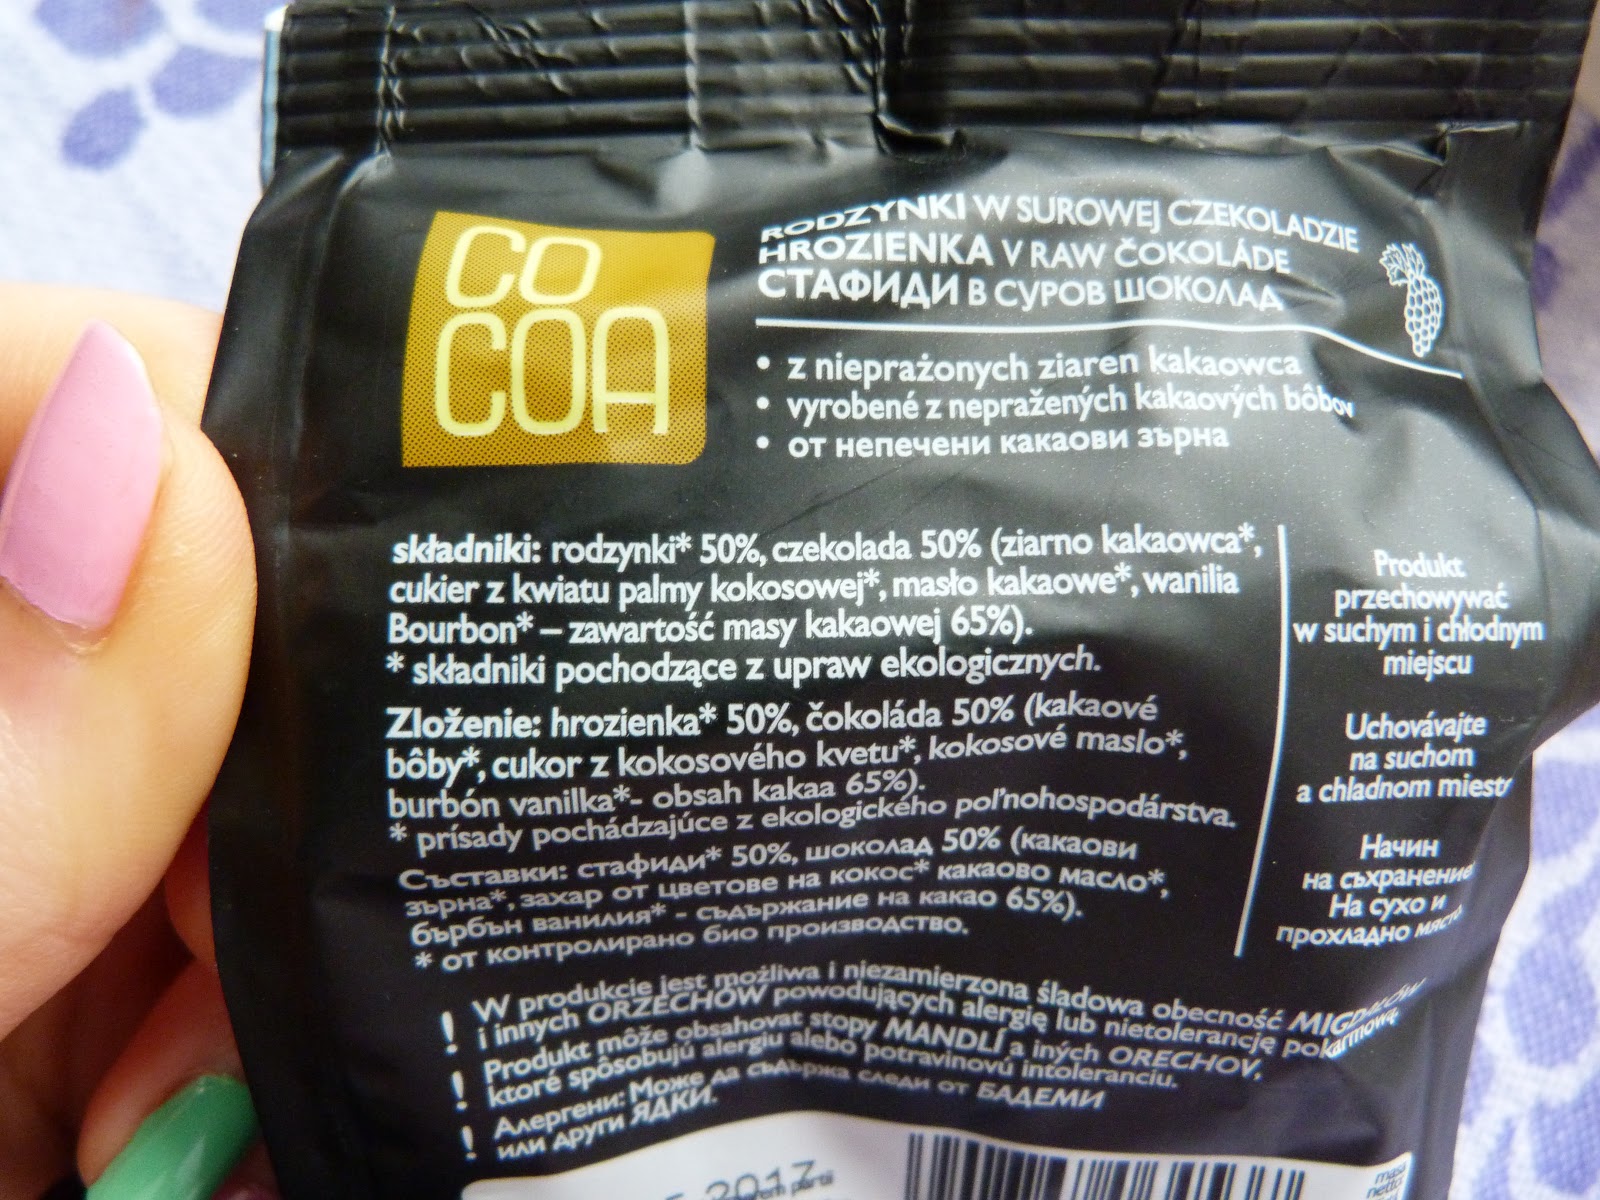 CO
COA
RODZYNKI W SUROWEJ CZEKOLADZIE
HROZIENKA V RAW ČOKOLÁDE
СТАФИДИ В СУРОВ ШОКОЛАД
• z nieprażonych ziaren kakaowca
• vyrobené z nepražených kakaových bôbov
• от непечени какаови зърна
składniki: rodzynki* 50%, czekolada 50% (ziarno kakaowca*,
cukier z kwiatu palmy kokosowej*, masło kakaowe*, wanilia
Bourbon* – zawartość masy kakaowej 65%).
* składniki pochodzące z upraw ekologicznych.
Zloženie: hrozienka* 50%, čokoláda 50% (kakaové
bôby*, cukor z kokosového kvetu*, kokosové maslo*,
burbón vanilka*- obsah kakaa 65%).
* prísady pochádzajúce z ekologického poľnohospodárstva.
Съставки: стафиди* 50%, шоколад 50% (какаови
зърна*, захар от цветове на кокос* какаово масло*,
бърбън ванилия* - съдържание на какао 65%).
* от контролирано био производство.
Produkt
przechowywać
w suchym i chłodnym
miejscu
Uchovávajte
na suchom
a chladnom mieste
Начин
на съхранение
На сухо и
прохладно място
! W produkcie jest możliwa i niezamierzona śladowa obecność MIGDAŁÓW
i innych ORZECHÓW powodujących alergię lub nietolerancję pokarmową.
! Produkt môže obsahovat stopy MANDLÍ a iných ORECHOV,
ktoré spôsobujú alergiu alebo potravinovú intoleranciu.
! Алергени: Може да съдържа следи от БАДЕМИ
или други ЯДКИ.
2017
partii
masa
netto